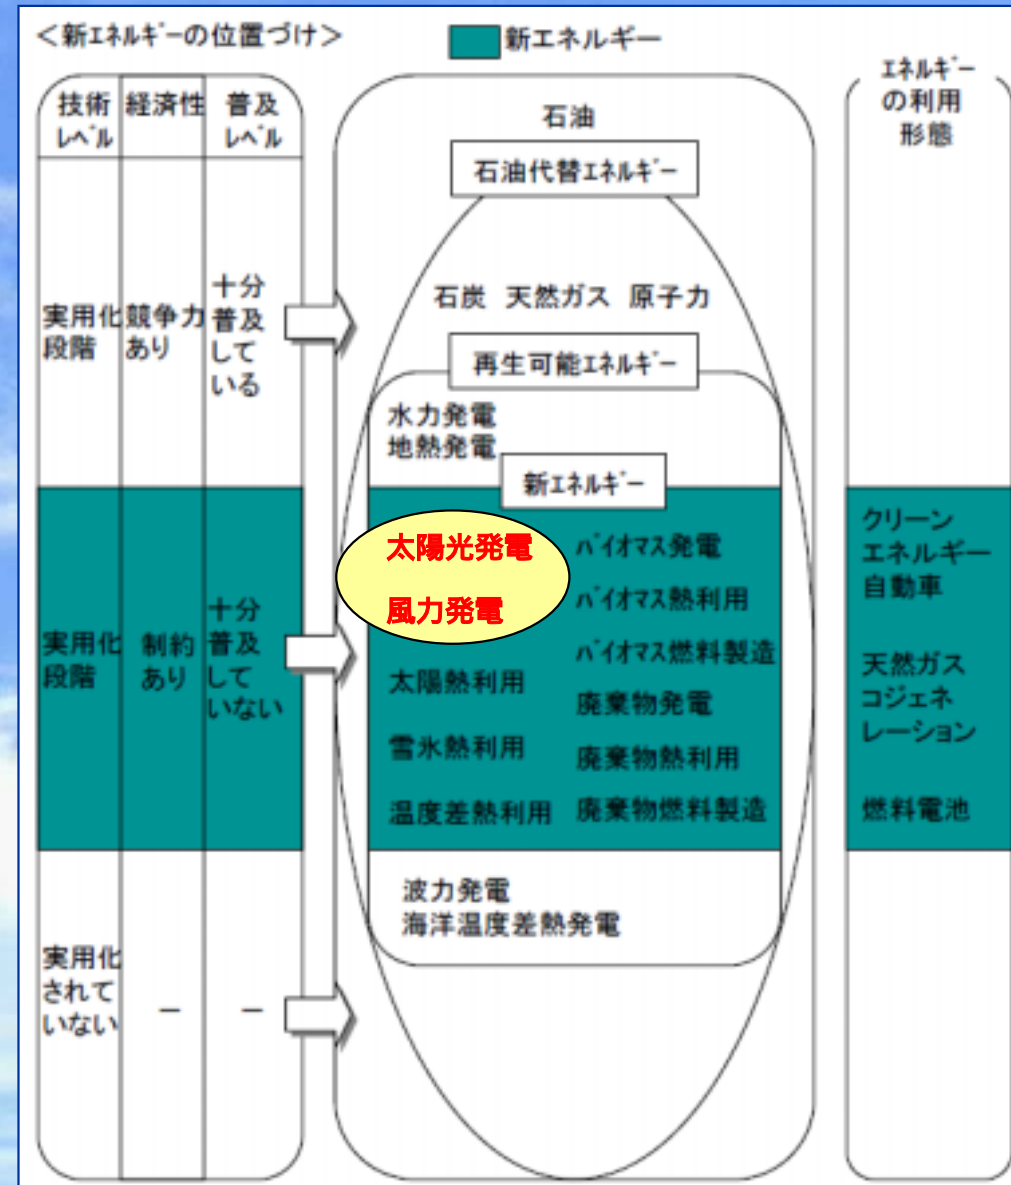 ＜新ｴﾈﾙｷﾞｰの位置づけ＞
新エネルギー
技術
ﾚﾍﾞﾙ
経済性
普及
ﾚﾍﾞﾙ
実用化
段階
競争力
あり
十分
普及
して
いる
実用化
段階
制約
あり
十分
普及
して
いない
実用化
されて
いない
－
－
石油
石油代替ｴﾈﾙｷﾞｰ
石炭 天然ガス 原子力
再生可能ｴﾈﾙｷﾞｰ
水力発電
地熱発電
新ｴﾈﾙｷﾞｰ
太陽光発電
風力発電
太陽熱利用
雪氷熱利用
温度差熱利用
ﾊﾞｲｵﾏｽ発電
ﾊﾞｲｵﾏｽ熱利用
ﾊﾞｲｵﾏｽ燃料製造
廃棄物発電
廃棄物熱利用
廃棄物燃料製造
波力発電
海洋温度差熱発電
ｴﾈﾙｷﾞｰ
の利用
形態
クリーン
エネルギー
自動車
天然ガス
コジェネ
レーション
燃料電池